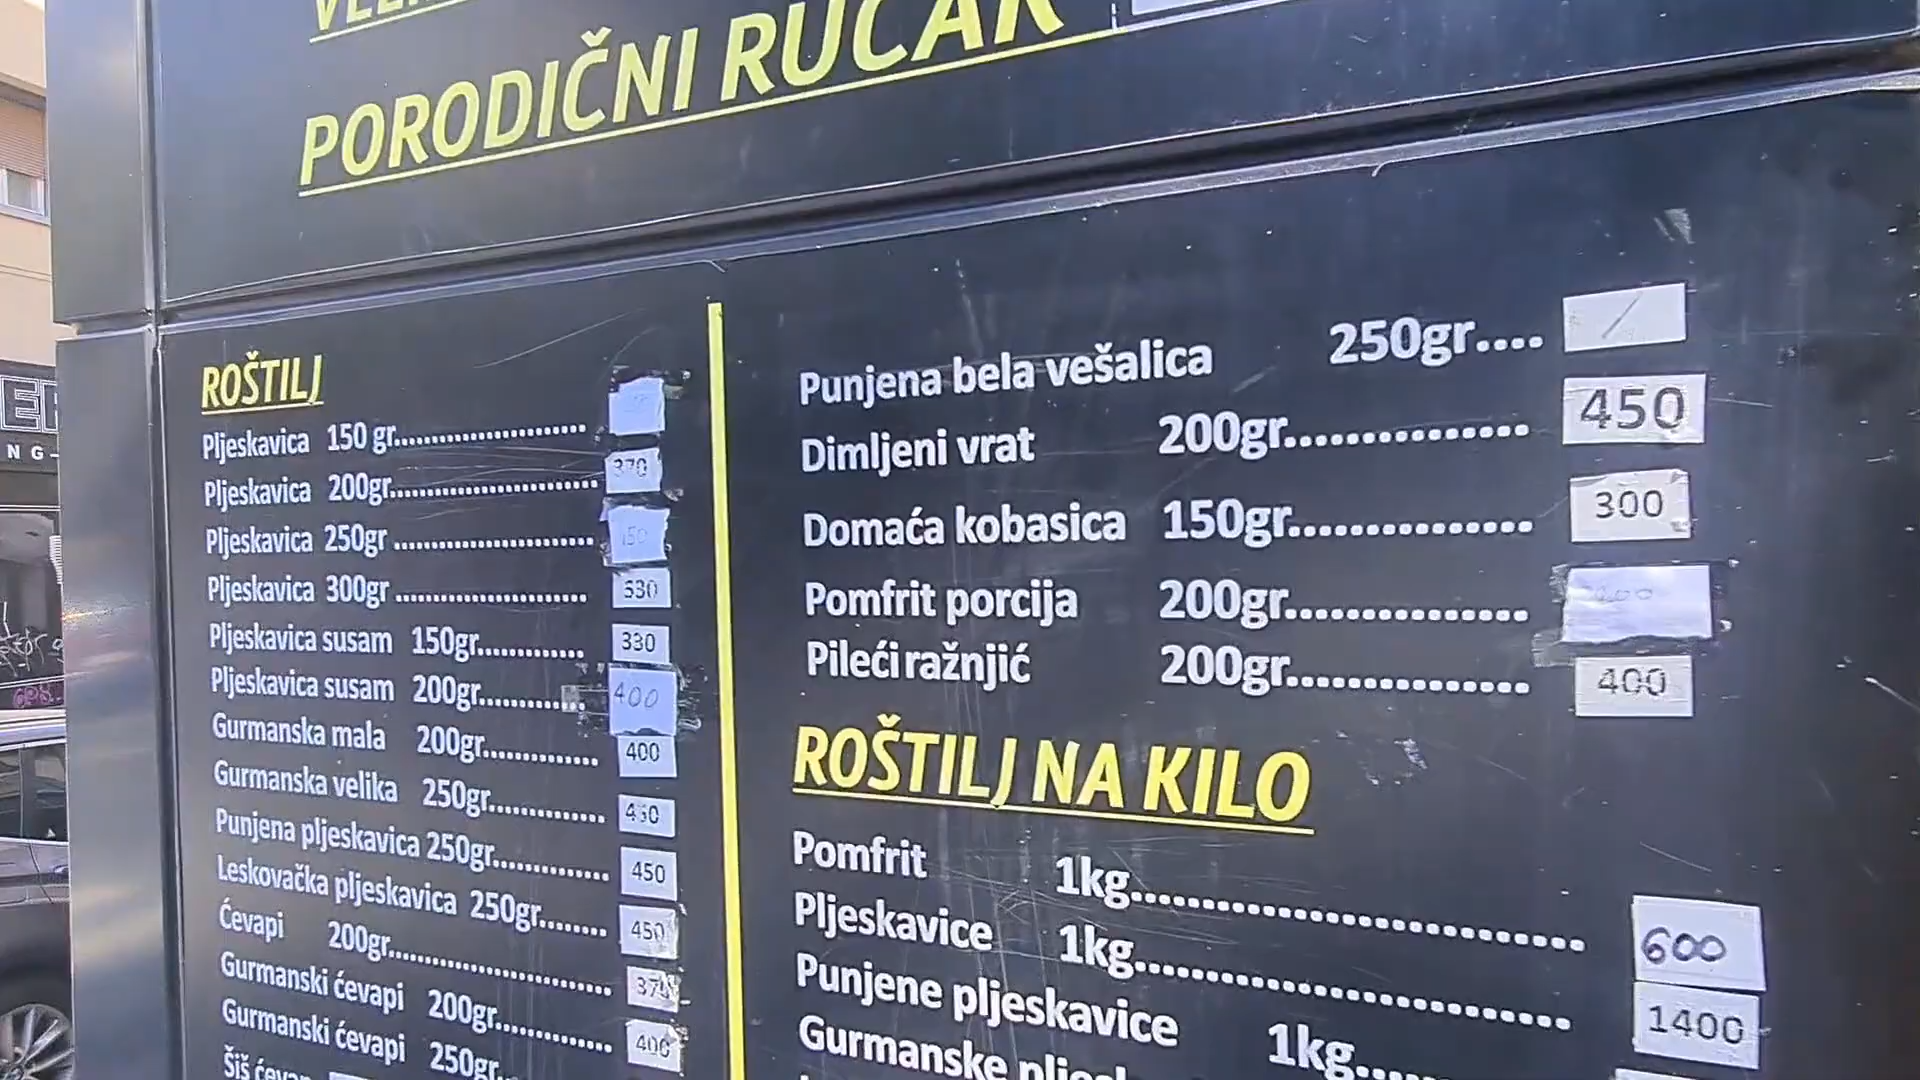 PORODIČNI RUČAK
ROŠTILJ
Pljeskavica 150 gr
Pljeskavica 200gr 370
Pljeskavica 250gr
Pljeskavica 300gr 530
Pljeskavica susam 150gr 330
Pljeskavica susam 200gr 400
Gurmanska mala 200gr 400
Gurmanska velika 250gr
Punjena pljeskavica 250gr 450
Leskovačka pljeskavica 250gr 450
Ćevapi 200gr
Gurmanski ćevapi 200gr 400
Gurmanski ćevapi 250gr
Šiš
Punjena bela vešalica 250gr.... /
Dimljeni vrat 200gr 450
Domaća kobasica 150gr 300
Pomfrit porcija 200gr
Pileći ražnjić 200gr 400
ROŠTILJ NA KILO
Pomfrit 1kg 600
Pljeskavice 1kg 1400
Punjene pljeskavice 1kg
Gurmanske